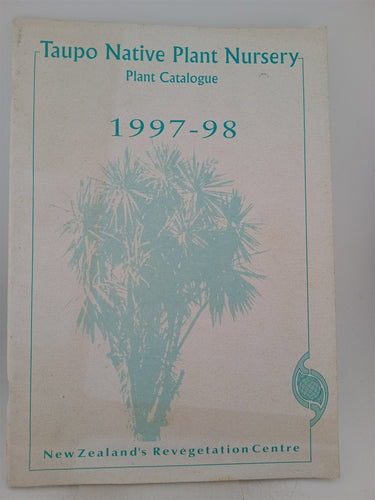 Taupo Native Plant Nursery
Plant Catalogue
1997-98
New Zealand's Revegetation Centre